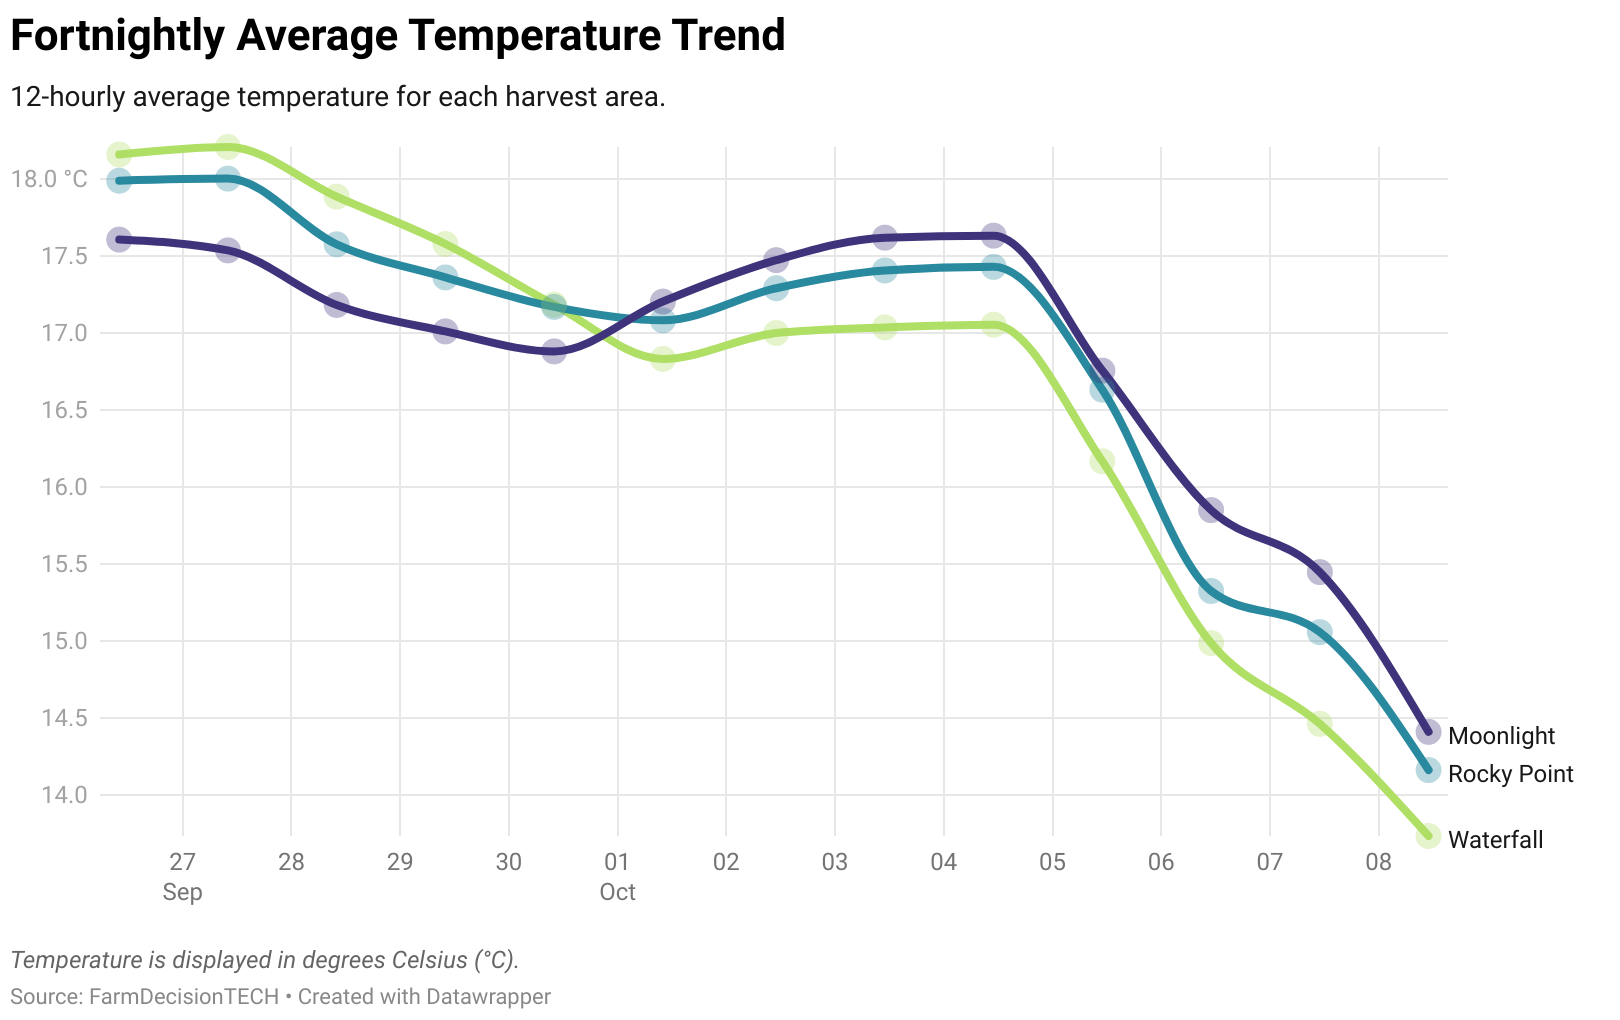 Fortnightly Average Temperature Trend
12-hourly average temperature for each harvest area.
18.0 °C
17.5
17.0
16.5
16.0
15.5
15.0
14.5
14.0
Moonlight
Rocky Point
Waterfall
27 28 29 30 01 02 03 04 05 06 07 08
Sep Oct
Temperature is displayed in degrees Celsius (°C).
Source: FarmDecisionTECH • Created with Datawrapper